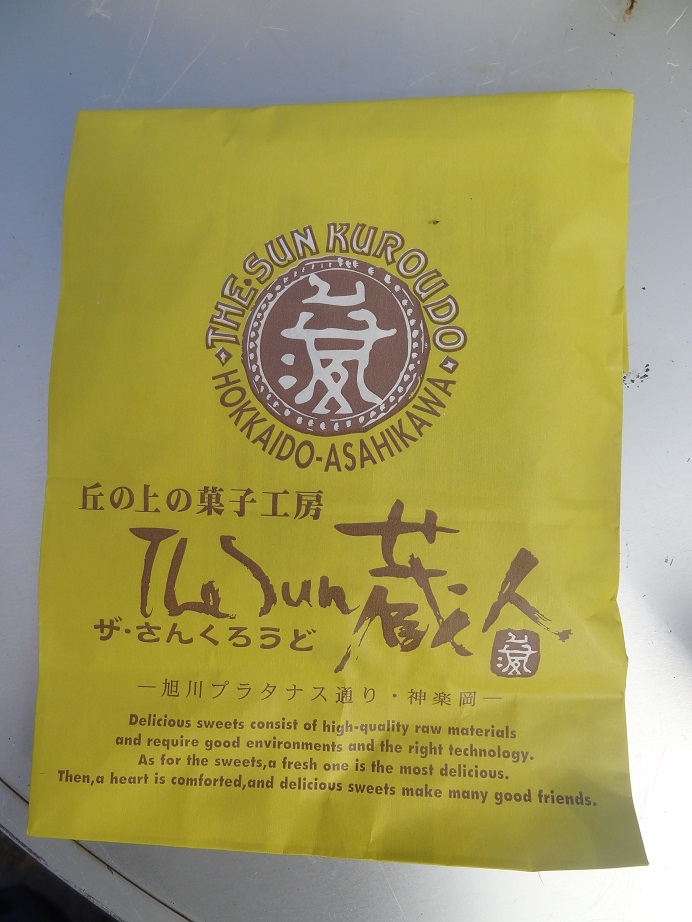 THE・SUN KUROUDO
HOKKAIDO-ASAHIKAWA
丘の上の菓子工房
The Sun 蔵人
ザ・さんくろうど
―旭川プラタナス通り・神楽岡―
Delicious sweets consist of high-quality raw materials
and require good environments and the right technology.
As for the sweets,a fresh one is the most delicious.
Then,a heart is comforted,and delicious sweets make many good friends.